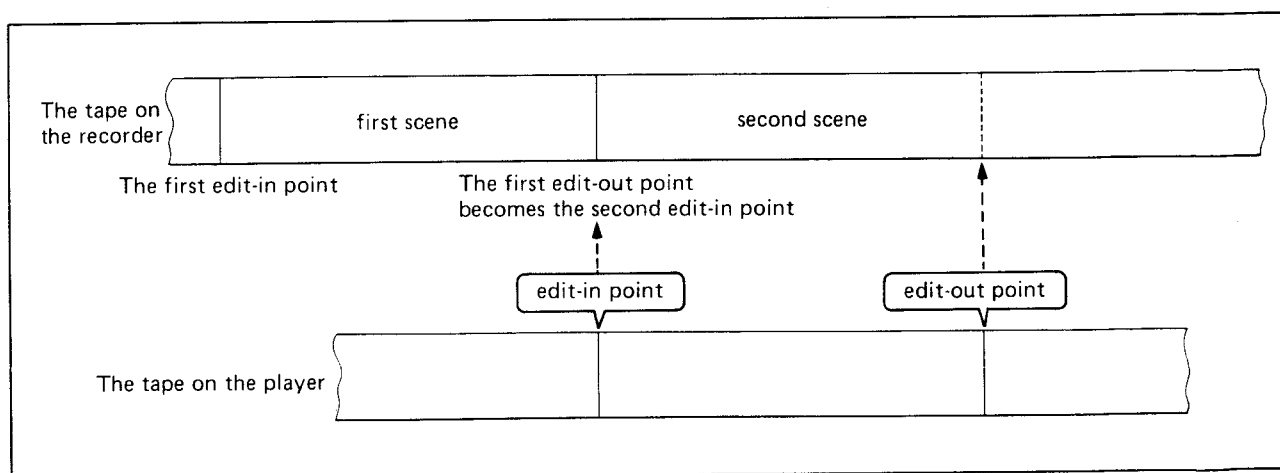 The tape on
the recorder
first scene
second scene
The first edit-in point
The first edit-out point
becomes the second edit-in point
edit-in point
edit-out point
The tape on the player